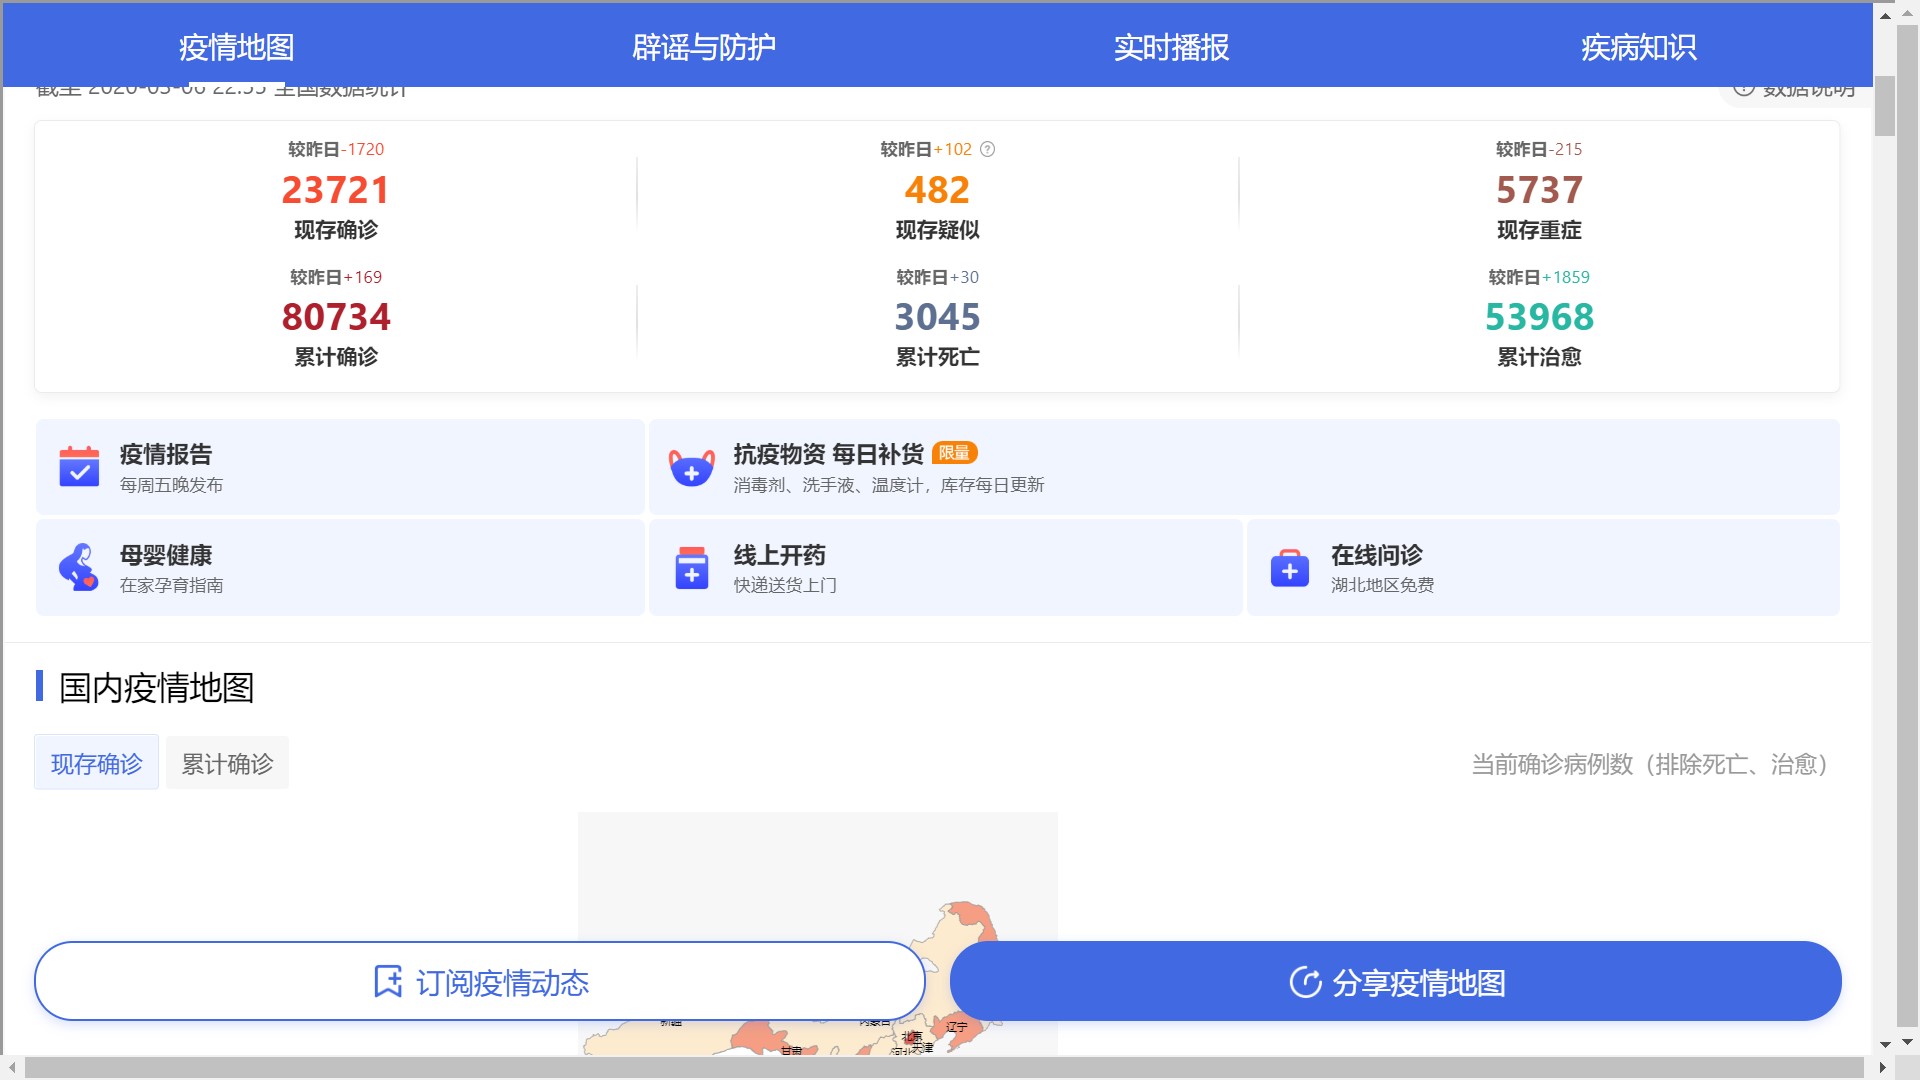 疫情地图 辟谣与防护 实时播报 疾病知识
截至 2020-03-06 22:55 全国数据统计 数据说明
较昨日-1720 较昨日+102 较昨日-215
23721 482 5737
现存确诊 现存疑似 现存重症
较昨日+169 较昨日+30 较昨日+1859
80734 3045 53968
累计确诊 累计死亡 累计治愈
疫情报告 抗疫物资 每日补货 限量
每周五晚发布 消毒剂、洗手液、温度计，库存每日更新
母婴健康 线上开药 在线问诊
在家孕育指南 快递送货上门 湖北地区免费
国内疫情地图
现存确诊 累计确诊 当前确诊病例数（排除死亡、治愈）
订阅疫情动态 分享疫情地图
新疆 内蒙古 辽宁
北京
甘肃 河北 天津